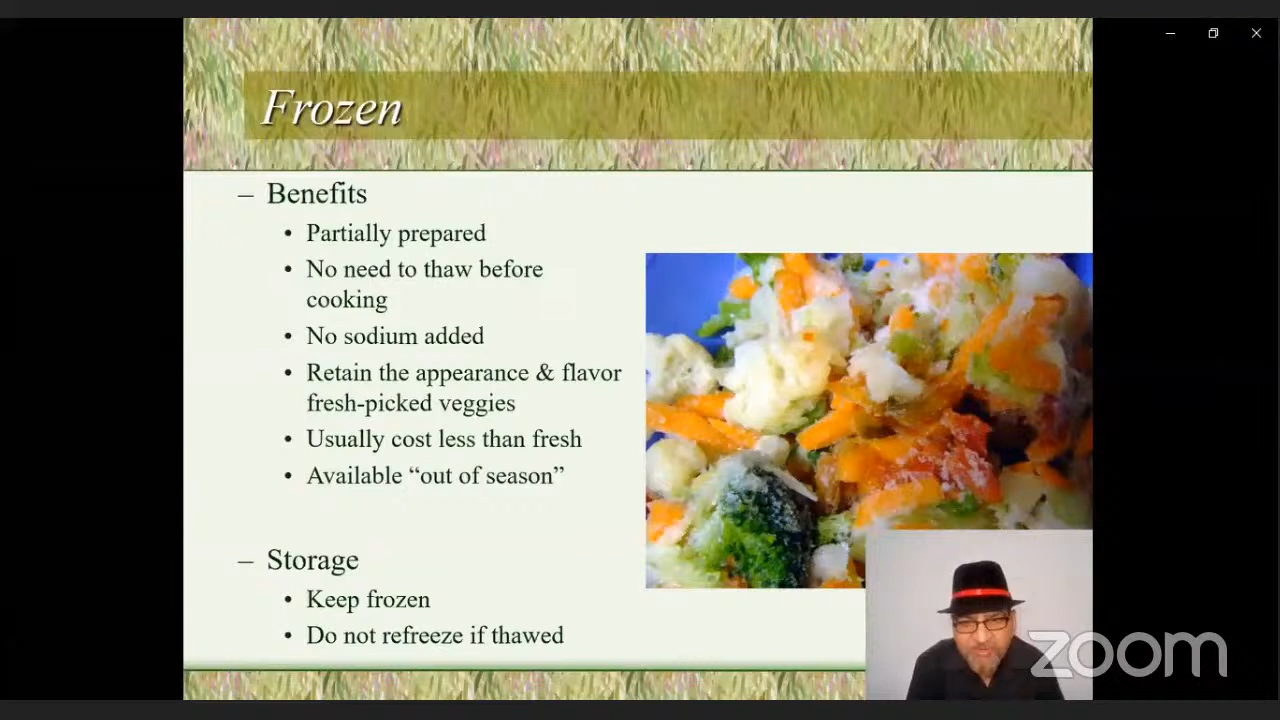 Frozen
– Benefits
• Partially prepared
• No need to thaw before
cooking
• No sodium added
• Retain the appearance & flavor
fresh-picked veggies
• Usually cost less than fresh
• Available “out of season”
– Storage
• Keep frozen
• Do not refreeze if thawed
zoom